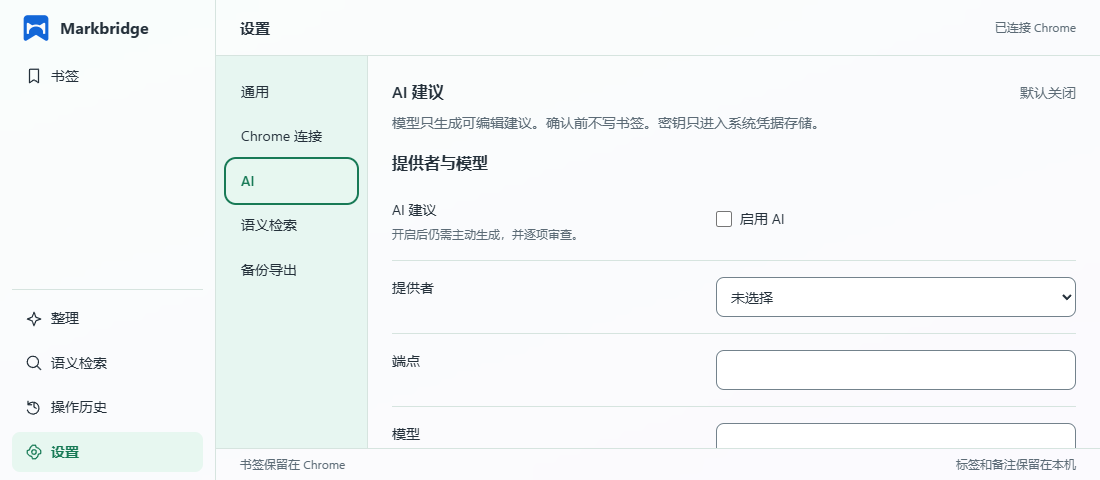 Markbridge
书签
整理
语义检索
操作历史
设置
设置
已连接 Chrome
通用
Chrome 连接
AI
语义检索
备份导出
AI 建议
默认关闭
模型只生成可编辑建议。确认前不写书签。密钥只进入系统凭据存储。
提供者与模型
AI 建议
开启后仍需主动生成，并逐项审查。
启用 AI
提供者
未选择
端点
模型
书签保留在 Chrome
标签和备注保留在本机